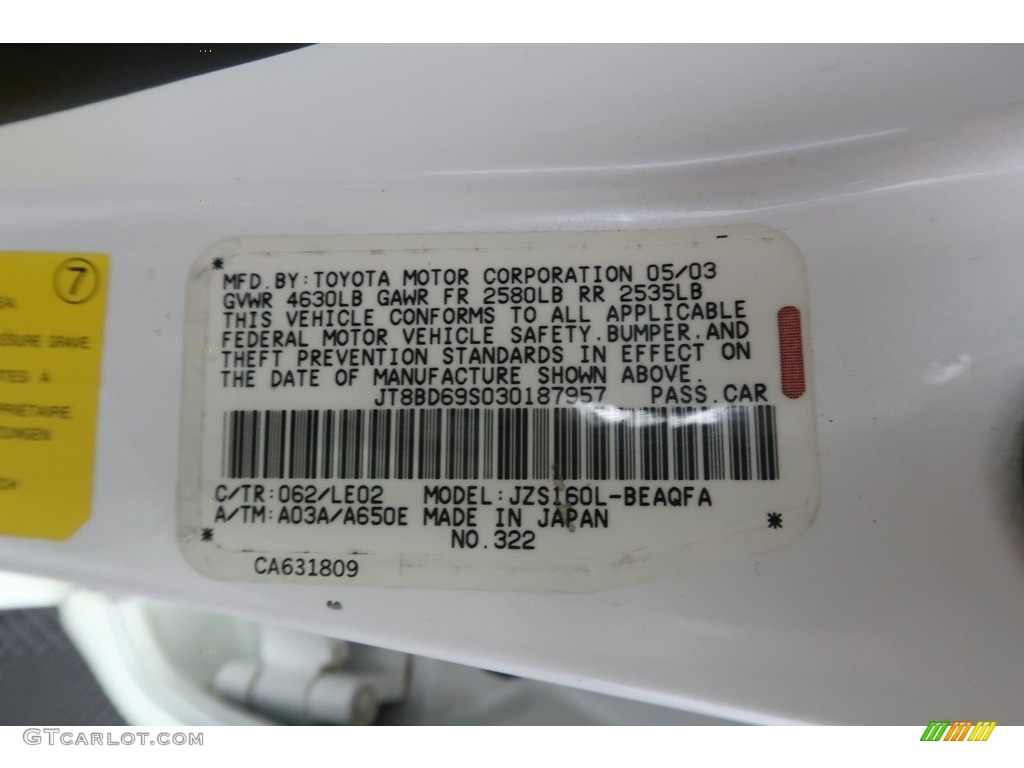 7
SSURE GRAVE
MFD. BY: TOYOTA MOTOR CORPORATION 05/03
GVWR 4630LB GAWR FR 2580LB RR 2535LB
THIS VEHICLE CONFORMS TO ALL APPLICABLE
FEDERAL MOTOR VEHICLE SAFETY. BUMPER. AND
THEFT PREVENTION STANDARDS IN EFFECT ON
THE DATE OF MANUFACTURE SHOWN ABOVE.
JT8BD69S030187957 PASS. CAR
C/TR: 062/LE02 MODEL: JZS160L-BEAQFA
A/TM: A03A/A650E MADE IN JAPAN
NO. 322
CA631809
GTCARLOT.COM